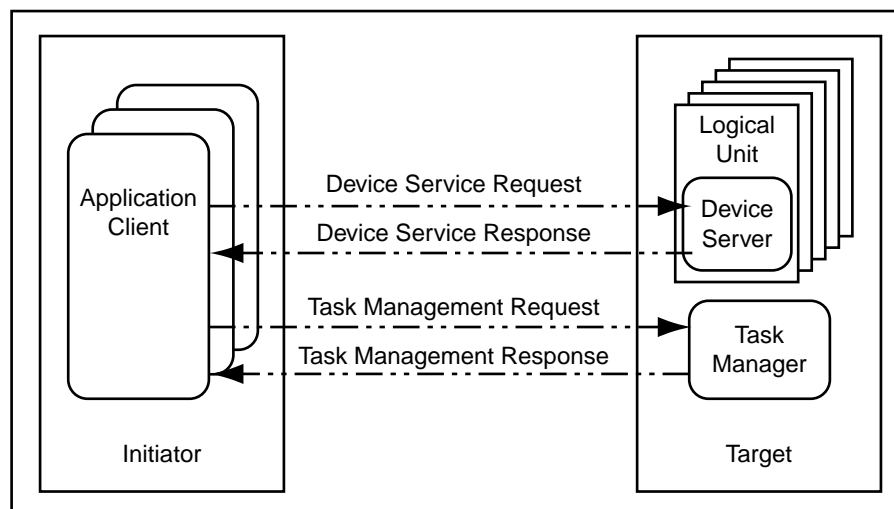 Application
Client
Device Service Request
Device Service Response
Task Management Request
Task Management Response
Logical
Unit
Device
Server
Task
Manager
Initiator
Target